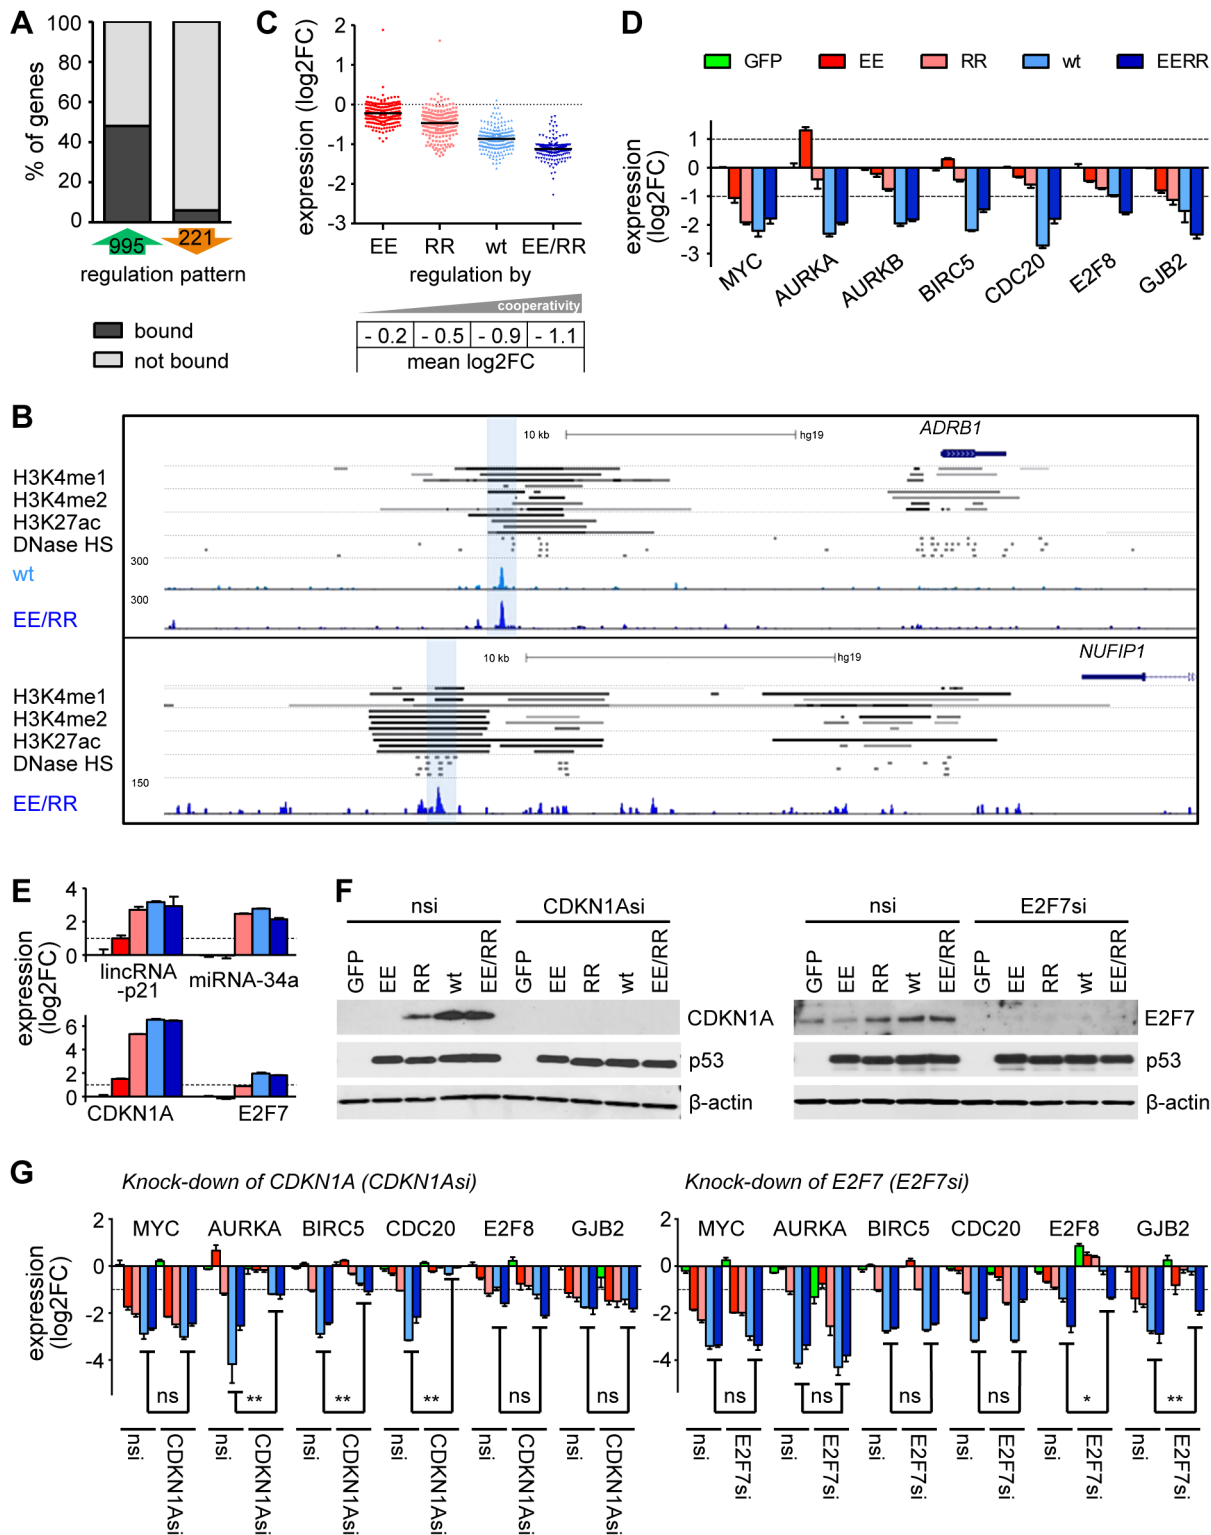 A
% of genes
100
80
60
40
20
0
995
221
regulation pattern
bound
not bound
C
expression (log2FC)
2
1
0
-1
-2
-3
EE
RR
wt
EE/RR
regulation by
cooperativity
- 0.2
- 0.5
- 0.9
- 1.1
mean log2FC
D
GFP
EE
RR
wt
EERR
expression
(log2FC)
1
0
-1
-2
-3
MYC
AURKA
AURKB
BIRC5
CDC20
E2F8
GJB2
B
10 kb
hg19
ADRB1
H3K4me1
H3K4me2
H3K27ac
DNase HS
300
wt
300
EE/RR
10 kb
hg19
NUFIP1
H3K4me1
H3K4me2
H3K27ac
DNase HS
150
EE/RR
E
expression
(log2FC)
4
2
0
lincRNA
-p21
miRNA-34a
6
4
2
0
CDKN1A
E2F7
F
nsi
CDKN1Asi
GFP
EE
RR
wt
EE/RR
GFP
EE
RR
wt
EE/RR
CDKN1A
p53
β-actin
nsi
E2F7si
GFP
EE
RR
wt
EE/RR
GFP
EE
RR
wt
EE/RR
E2F7
p53
β-actin
G
Knock-down of CDKN1A (CDKN1Asi)
expression
(log2FC)
2
0
-2
-4
MYC
AURKA
BIRC5
CDC20
E2F8
GJB2
ns
**
**
**
ns
ns
nsi
CDKN1Asi
nsi
CDKN1Asi
nsi
CDKN1Asi
nsi
CDKN1Asi
nsi
CDKN1Asi
nsi
CDKN1Asi
Knock-down of E2F7 (E2F7si)
2
0
-2
-4
MYC
AURKA
BIRC5
CDC20
E2F8
GJB2
ns
ns
ns
ns
*
**
nsi
E2F7si
nsi
E2F7si
nsi
E2F7si
nsi
E2F7si
nsi
E2F7si
nsi
E2F7si